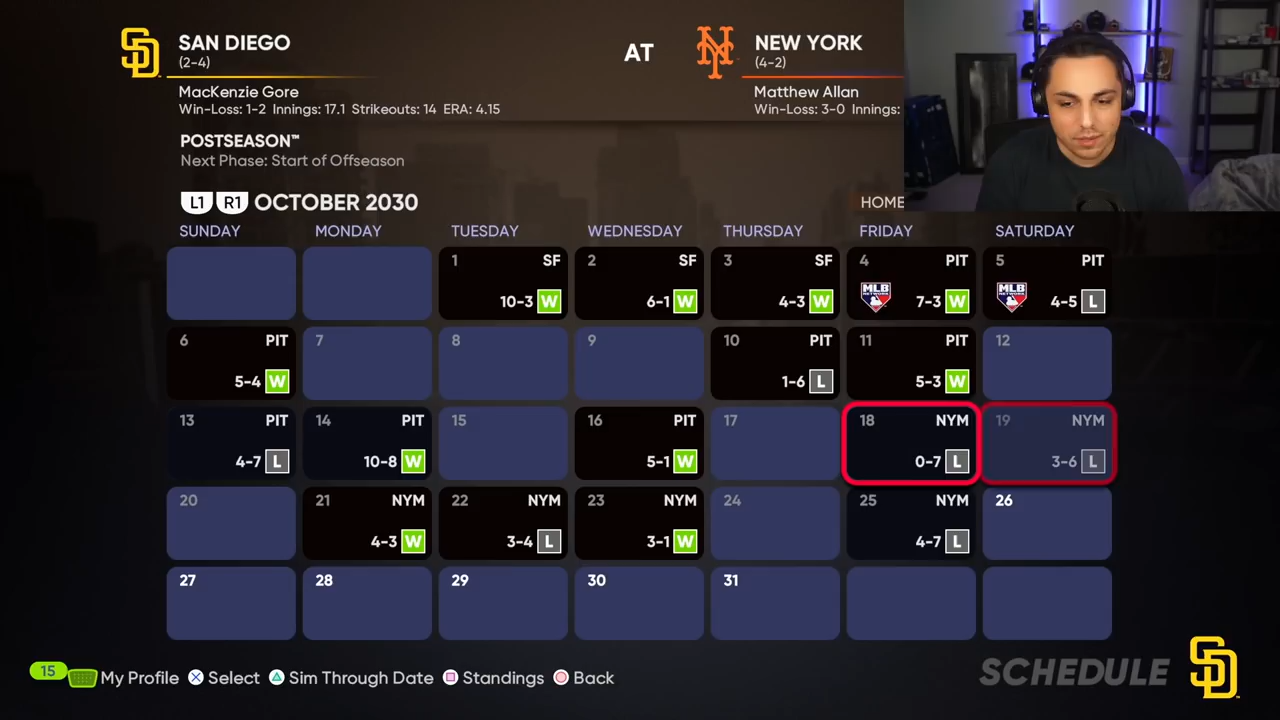 SAN DIEGO
(2-4)
AT
NEW YORK
(4-2)
MacKenzie Gore
Win-Loss: 1-2 Innings: 17.1 Strikeouts: 14 ERA: 4.15
Matthew Allan
Win-Loss: 3-0 Innings:
POSTSEASON™
Next Phase: Start of Offseason
L1 R1 OCTOBER 2030
HOME
SUNDAY MONDAY TUESDAY WEDNESDAY THURSDAY FRIDAY SATURDAY
1 SF 2 SF 3 SF 4 PIT 5 PIT
10-3 W 6-1 W 4-3 W MLB NETWORK 7-3 W MLB NETWORK 4-5 L
6 PIT 7 8 9 10 PIT 11 PIT 12
5-4 W 1-6 L 5-3 W
13 PIT 14 PIT 15 16 PIT 17 18 NYM 19 NYM
4-7 L 10-8 W 5-1 W 0-7 L 3-6 L
20 21 NYM 22 NYM 23 NYM 24 25 NYM 26
4-3 W 3-4 L 3-1 W 4-7 L
27 28 29 30 31
15 My Profile Select Sim Through Date Standings Back
SCHEDULE SD